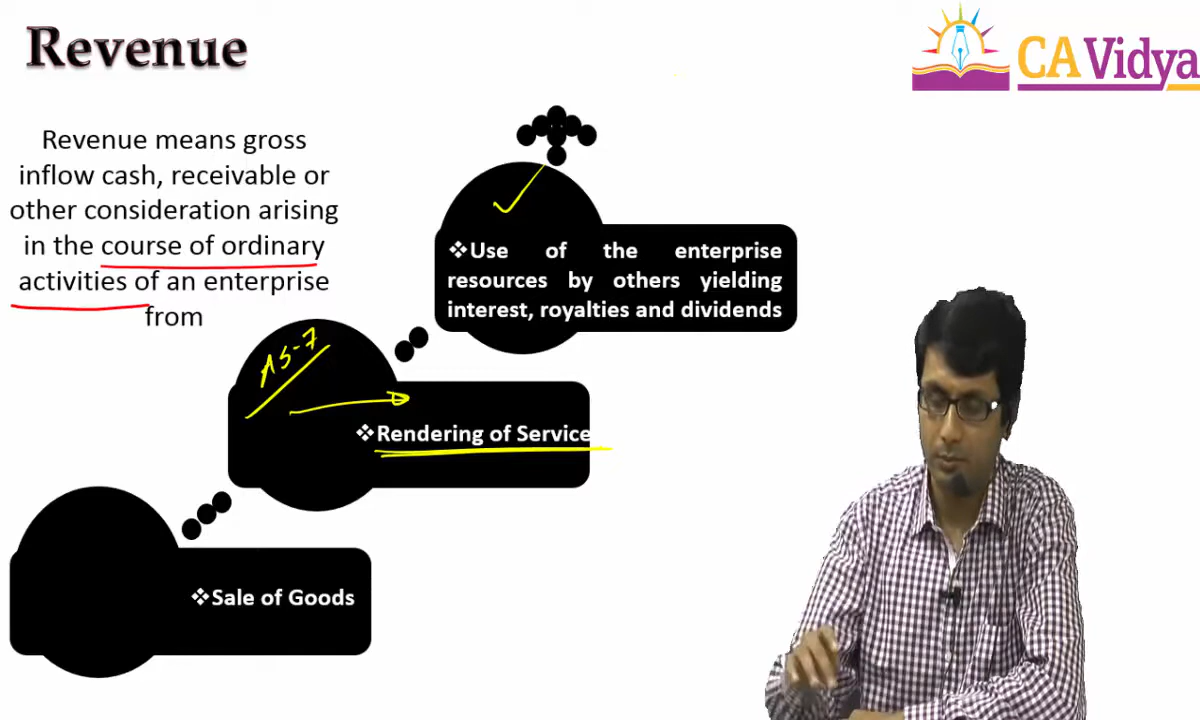 Revenue
CA Vidya
Revenue means gross
inflow cash, receivable or
other consideration arising
in the course of ordinary
activities of an enterprise
from
❖Use of the enterprise
resources by others yielding
interest, royalties and dividends
AS-7
❖Rendering of Service
❖Sale of Goods